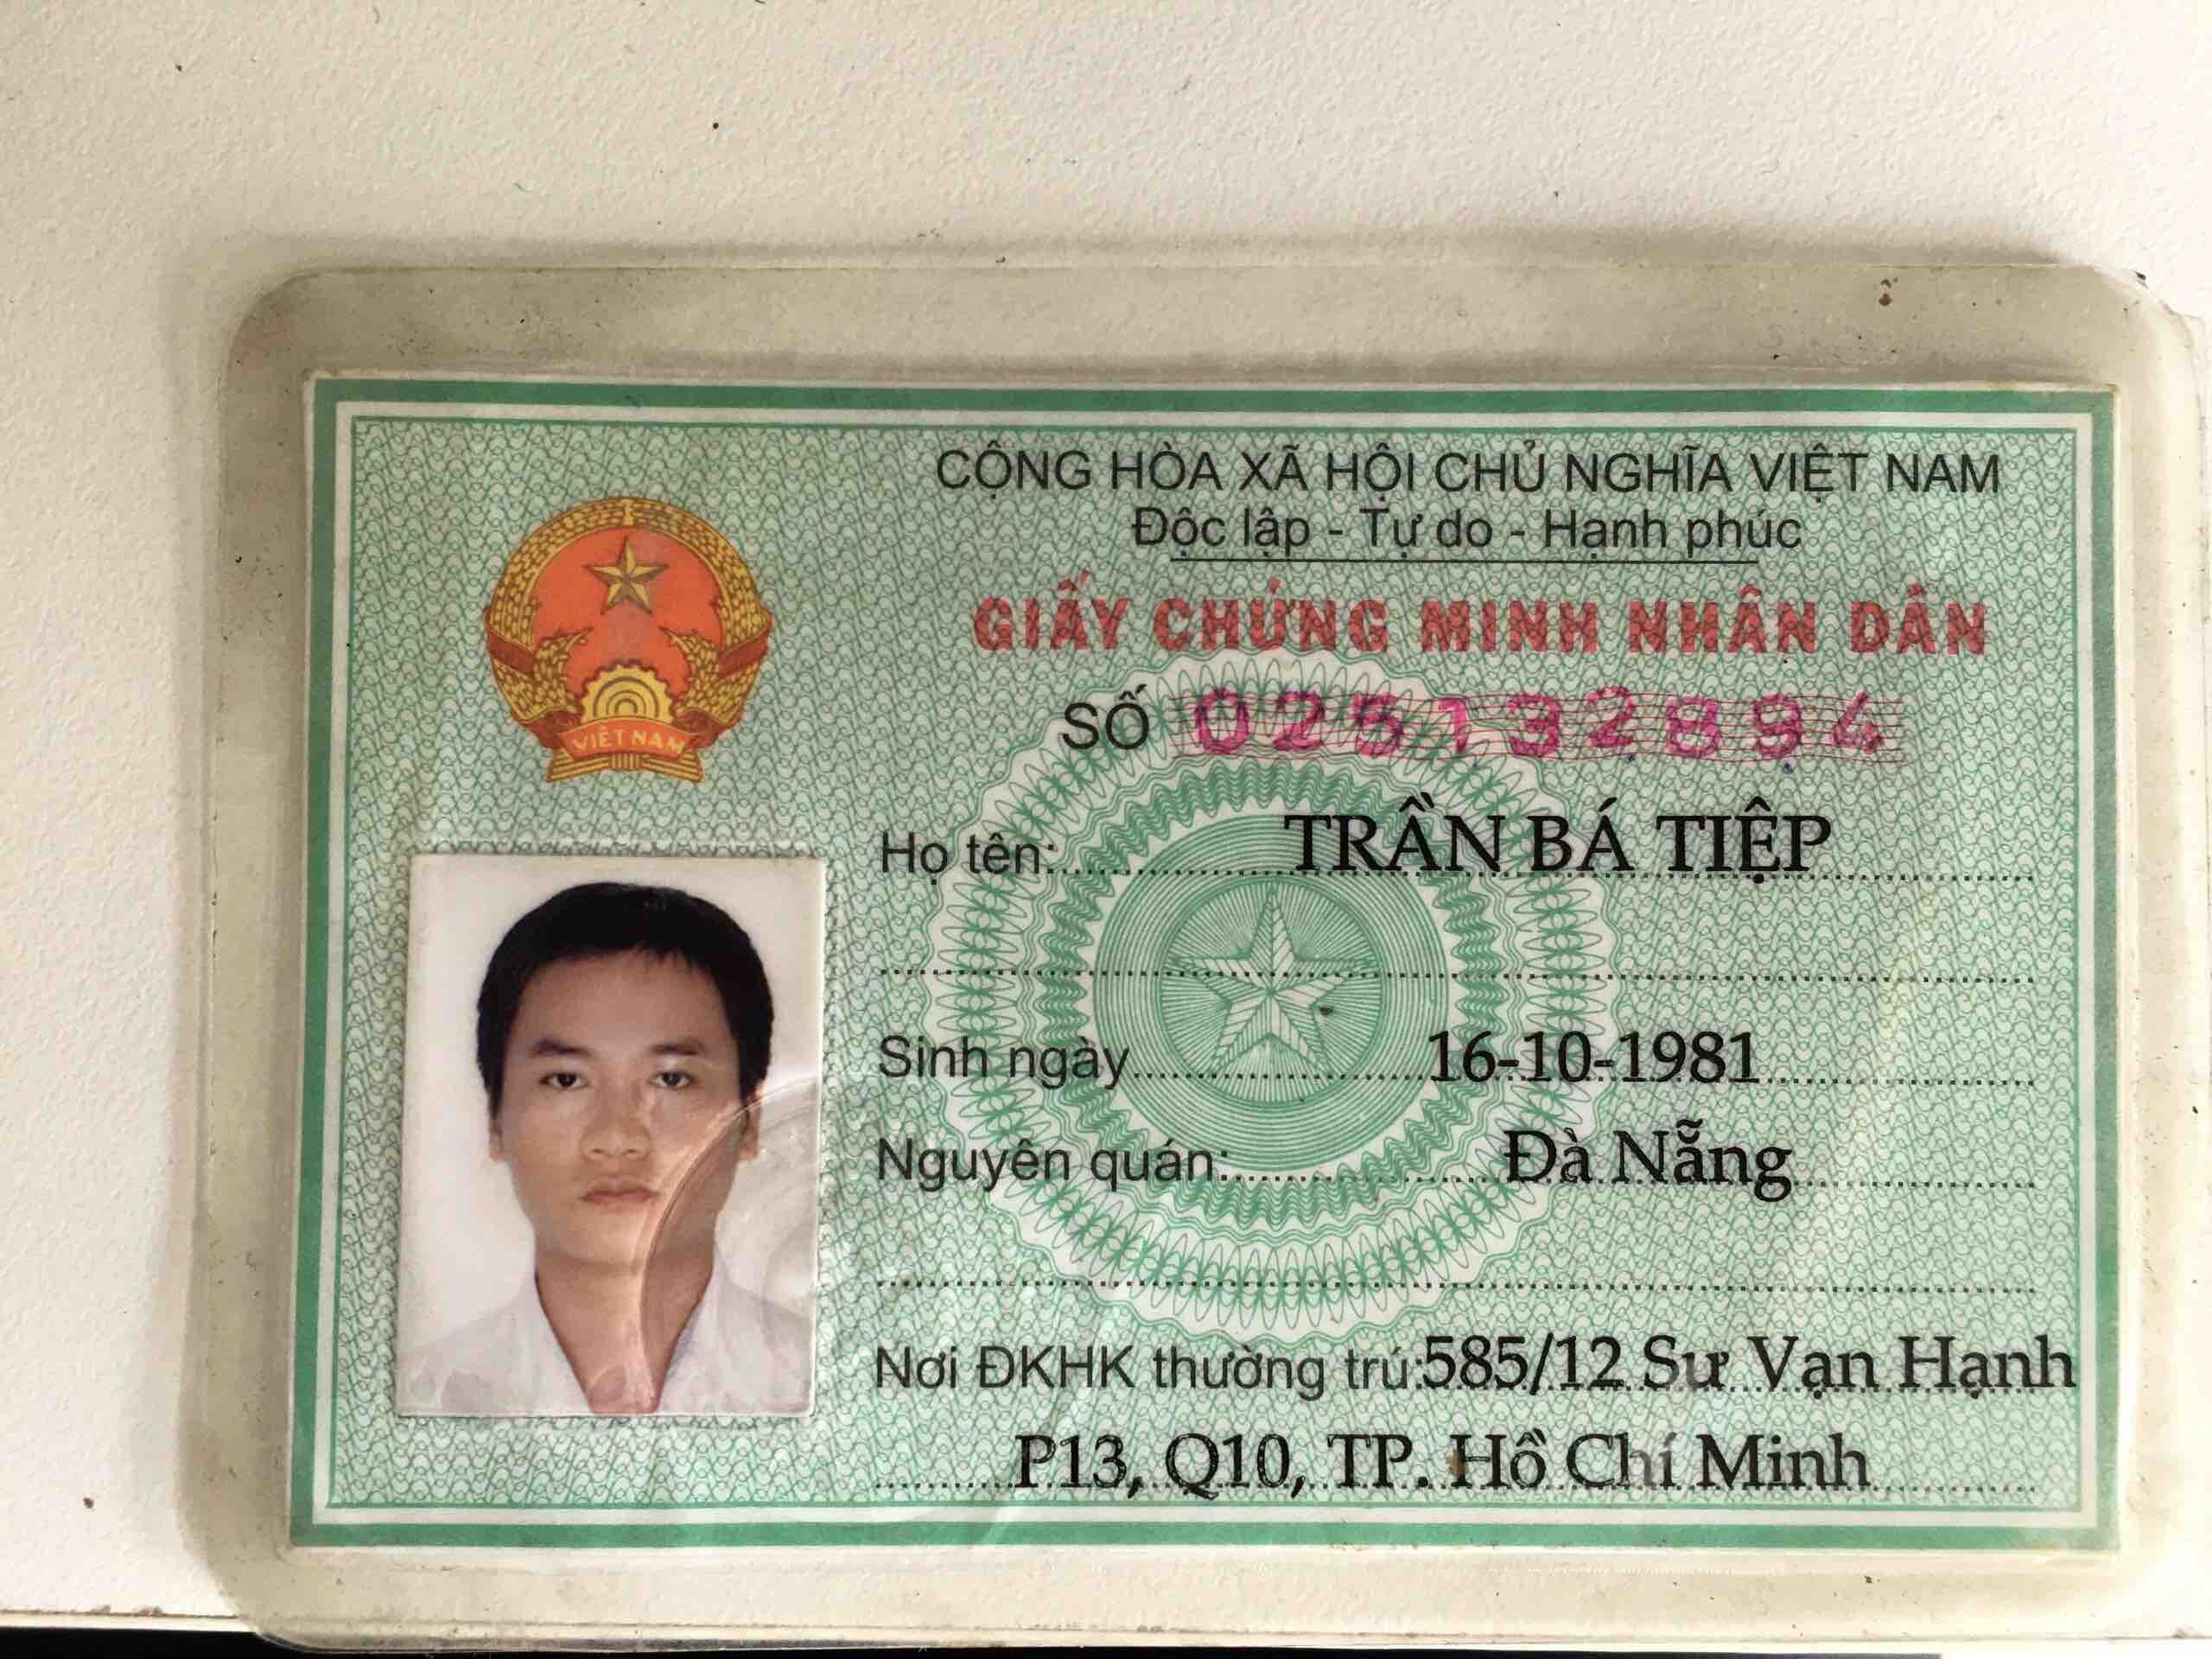 CỘNG HÒA XÃ HỘI CHỦ NGHĨA VIỆT NAM
Độc lập - Tự do - Hạnh phúc
GIẤY CHỨNG MINH NHÂN DÂN
SỐ 025132894
VIỆT NAM
Họ tên: TRẦN BÁ TIỆP
Sinh ngày 16-10-1981
Nguyên quán: Đà Nẵng
Nơi ĐKHK thường trú: 585/12 Sư Vạn Hạnh
P13, Q10, TP. Hồ Chí Minh